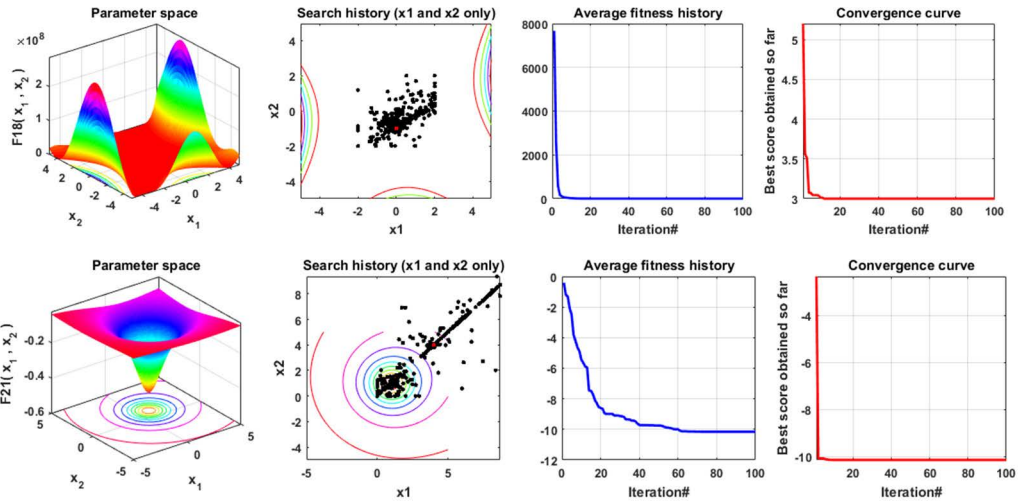 Parameter space
×10⁸
F18( x₁ , x₂ )
2
1
0
4 2 0 -2 -4
-4 -2 0 2 4
x₂
x₁
Search history (x1 and x2 only)
4
2
0
-2
-4
x2
-4 -2 0 2 4
x1
Average fitness history
8000
6000
4000
2000
0
0 20 40 60 80 100
Iteration#
Convergence curve
Best score obtained so far
5
4.5
4
3.5
3
20 40 60 80 100
Iteration#
Parameter space
F21( x₁ , x₂ )
-0.2
-0.4
-0.6
5 0 -5
-5 0 5
x₂
x₁
Search history (x1 and x2 only)
8
6
4
2
0
-2
-4
x2
-5 0 5
x1
Average fitness history
0
-2
-4
-6
-8
-10
-12
0 20 40 60 80 100
Iteration#
Convergence curve
Best score obtained so far
-4
-6
-8
-10
20 40 60 80 100
Iteration#